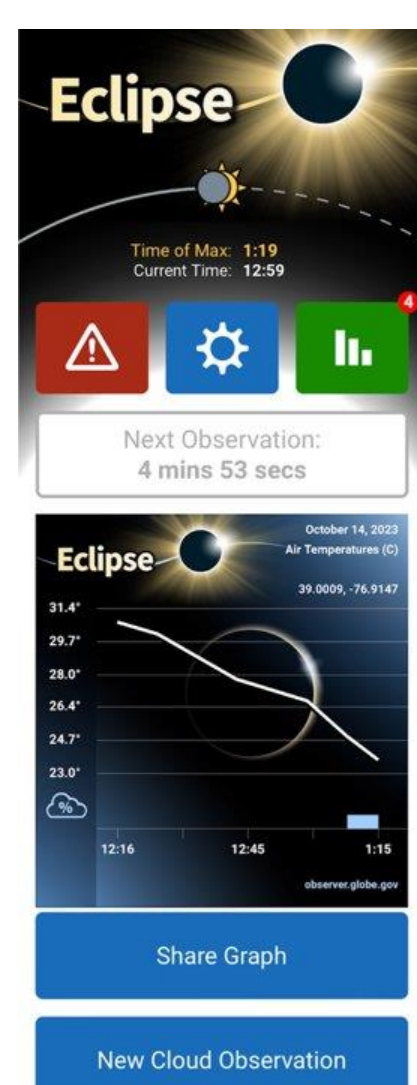 Eclipse
Time of Max: 1:19
Current Time: 12:59
4
Next Observation:
4 mins 53 secs
October 14, 2023
Eclipse
Air Temperatures (C)
39.0009, -76.9147
31.4°
29.7°
28.0°
26.4°
24.7°
23.0°
%
12:16 12:45 1:15
observer.globe.gov
Share Graph
New Cloud Observation